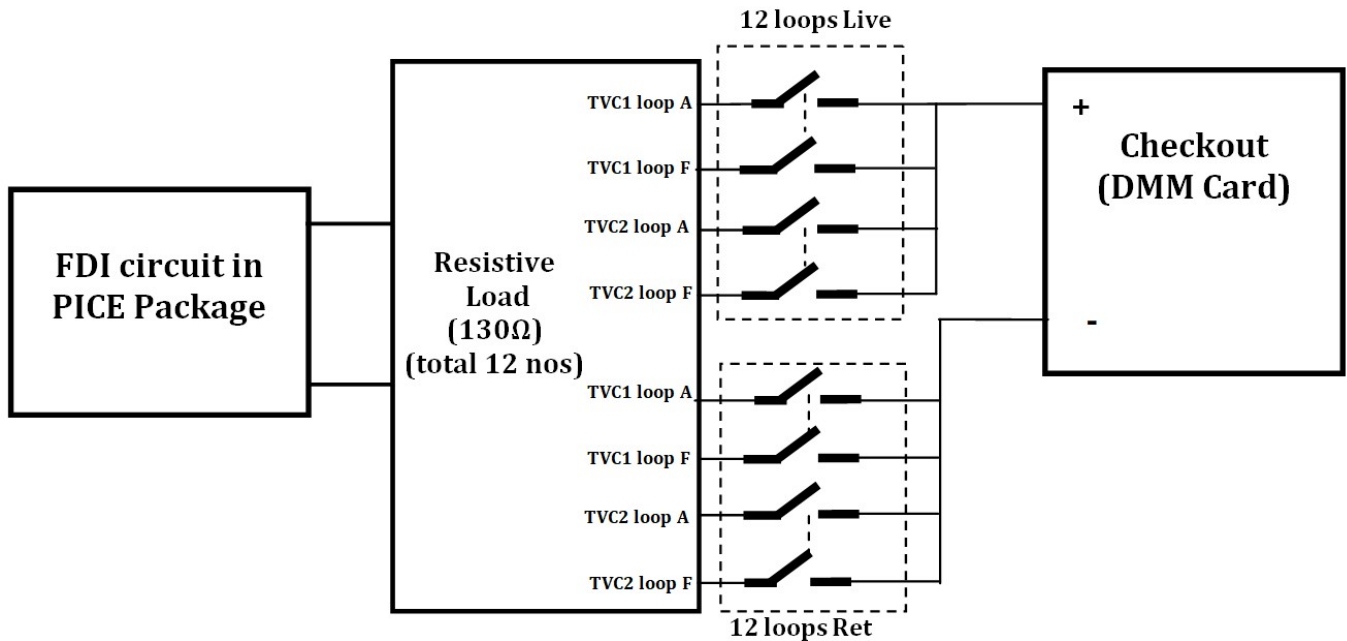 12 loops Live
TVC1 loop A
TVC1 loop F
TVC2 loop A
TVC2 loop F
+
Checkout
(DMM Card)
-
FDI circuit in
PICE Package
Resistive
Load
(130Ω)
(total 12 nos)
TVC1 loop A
TVC1 loop F
TVC2 loop A
TVC2 loop F
12 loops Ret